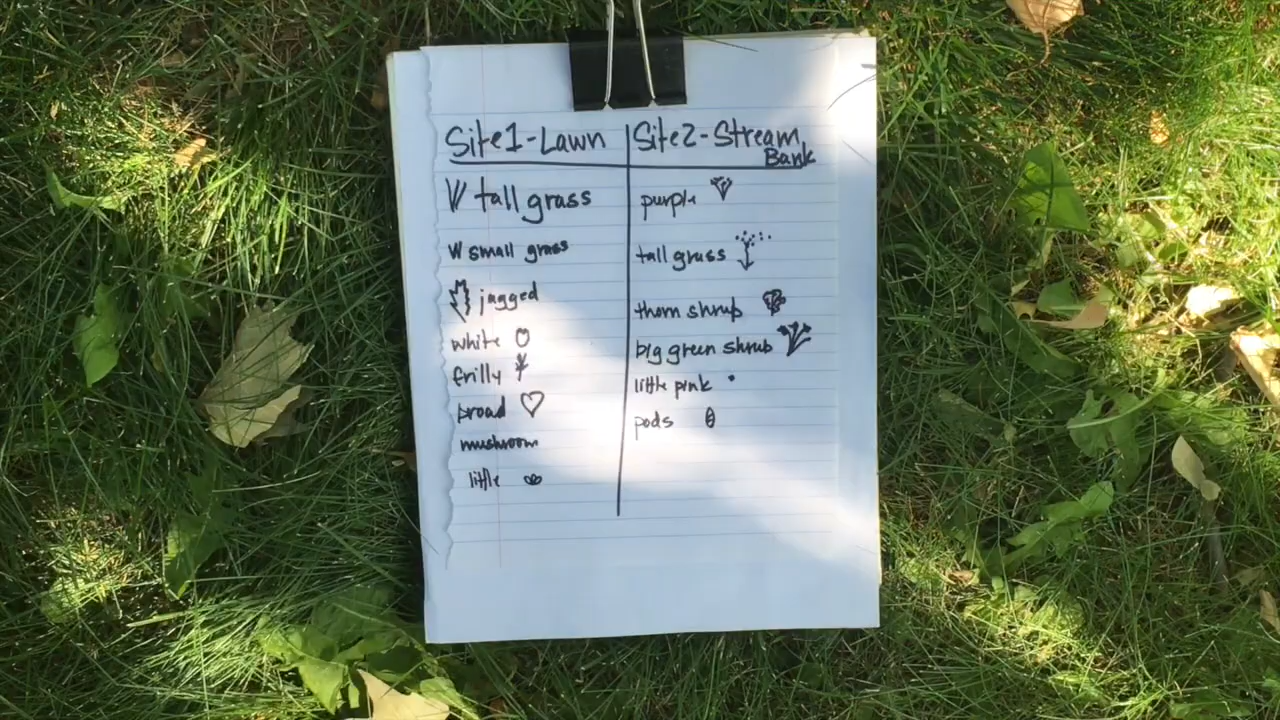 Site1-Lawn
tall grass
small grass
jagged
white
frilly
broad
mushroom
little
Site2-Stream
Bank
purple
tall grass
thorn shrub
big green shrub
little pink
pods